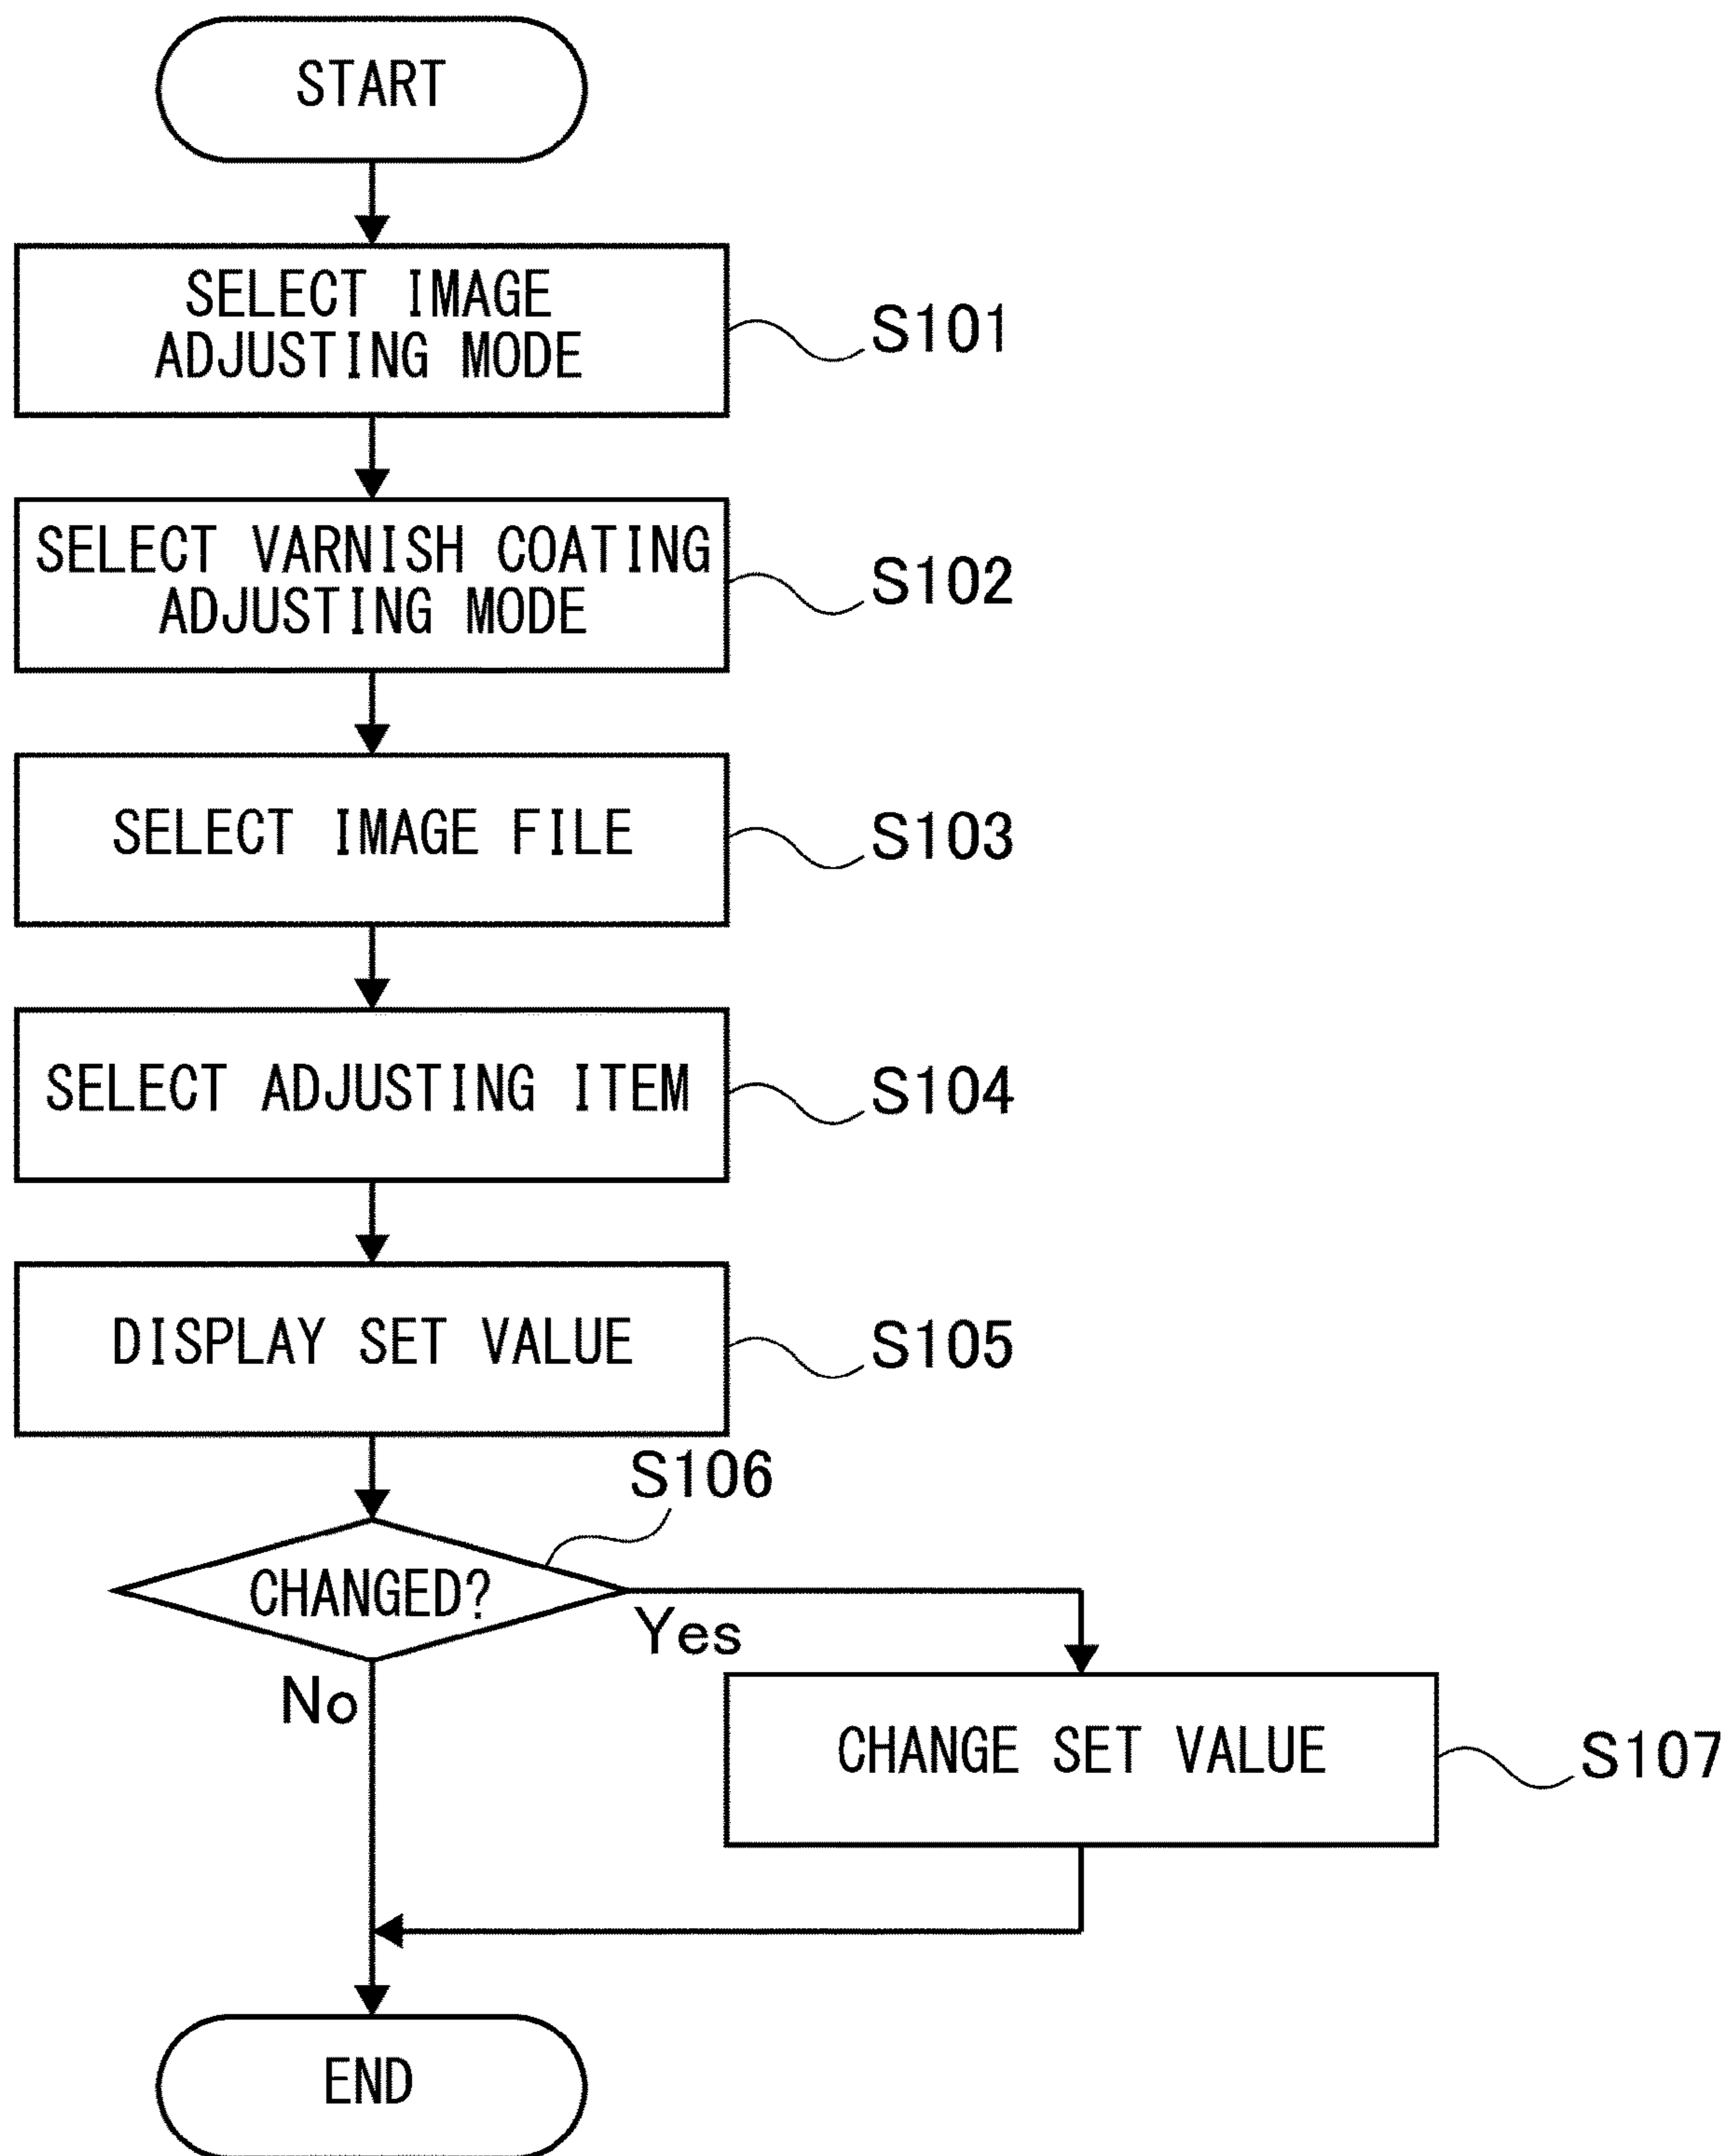 START
SELECT IMAGE
ADJUSTING MODE
S101
SELECT VARNISH COATING
ADJUSTING MODE
S102
SELECT IMAGE FILE
S103
SELECT ADJUSTING ITEM
S104
DISPLAY SET VALUE
S105
S106
CHANGED?
Yes
No
CHANGE SET VALUE
S107
END